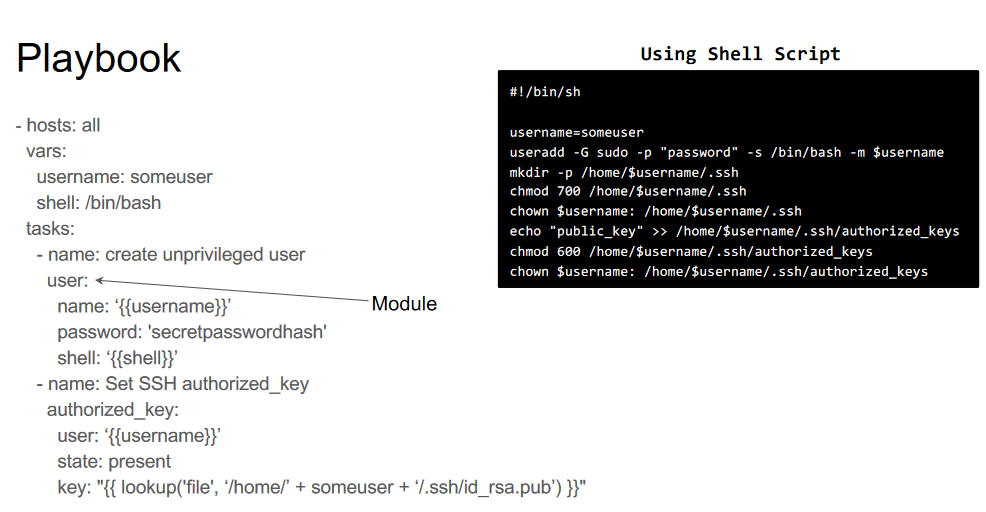 Playbook
- hosts: all
vars:
username: someuser
shell: /bin/bash
tasks:
- name: create unprivileged user
user:
name: ‘{{username}}’
password: 'secretpasswordhash'
shell: ‘{{shell}}’
- name: Set SSH authorized_key
authorized_key:
user: ‘{{username}}’
state: present
key: "{{ lookup('file', ‘/home/’ + someuser + ‘/.ssh/id_rsa.pub’) }}"
Module
Using Shell Script
#!/bin/sh
username=someuser
useradd -G sudo -p "password" -s /bin/bash -m $username
mkdir -p /home/$username/.ssh
chmod 700 /home/$username/.ssh
chown $username: /home/$username/.ssh
echo "public_key" >> /home/$username/.ssh/authorized_keys
chmod 600 /home/$username/.ssh/authorized_keys
chown $username: /home/$username/.ssh/authorized_keys